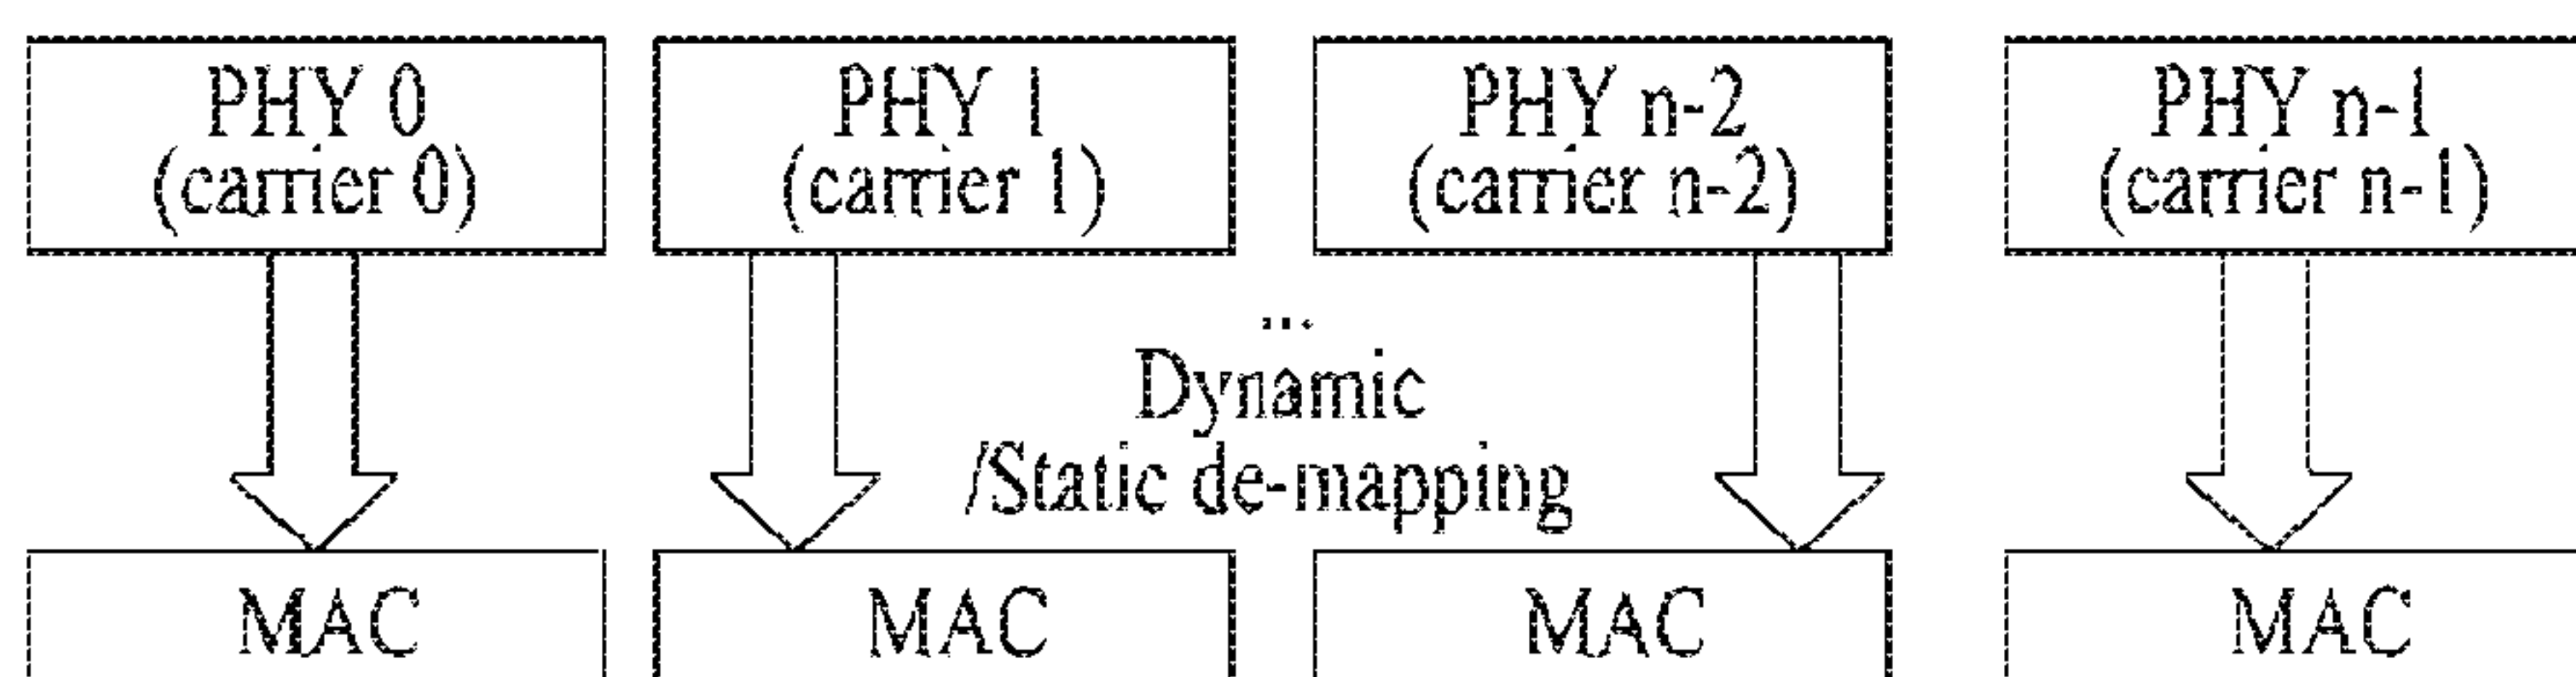 PHY 0
(carrier 0)
PHY 1
(carrier 1)
PHY n-2
(carrier n-2)
PHY n-1
(carrier n-1)
...
Dynamic
/Static de-mapping
MAC
MAC
MAC
MAC